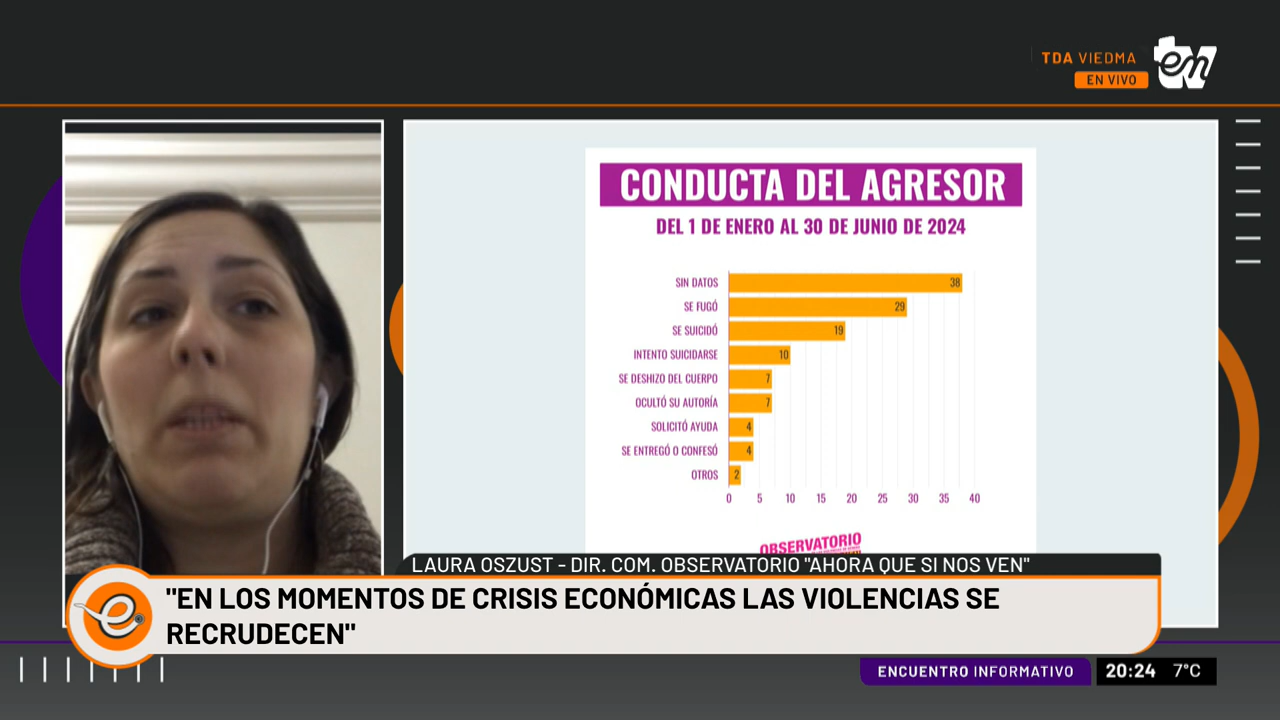 TDA VIEDMA
EN VIVO
em tv
CONDUCTA DEL AGRESOR
DEL 1 DE ENERO AL 30 DE JUNIO DE 2024
SIN DATOS 38
SE FUGÓ 29
SE SUICIDÓ 19
INTENTO SUICIDARSE 10
SE DESHIZO DEL CUERPO 7
OCULTÓ SU AUTORÍA 7
SOLICITÓ AYUDA 4
SE ENTREGÓ O CONFESÓ 4
OTROS 2
0 5 10 15 20 25 30 35 40
OBSERVATORIO
LAURA OSZUST - DIR. COM. OBSERVATORIO "AHORA QUE SI NOS VEN"
"EN LOS MOMENTOS DE CRISIS ECONÓMICAS LAS VIOLENCIAS SE
RECRUDECEN"
e
ENCUENTRO INFORMATIVO
20:24 7°C